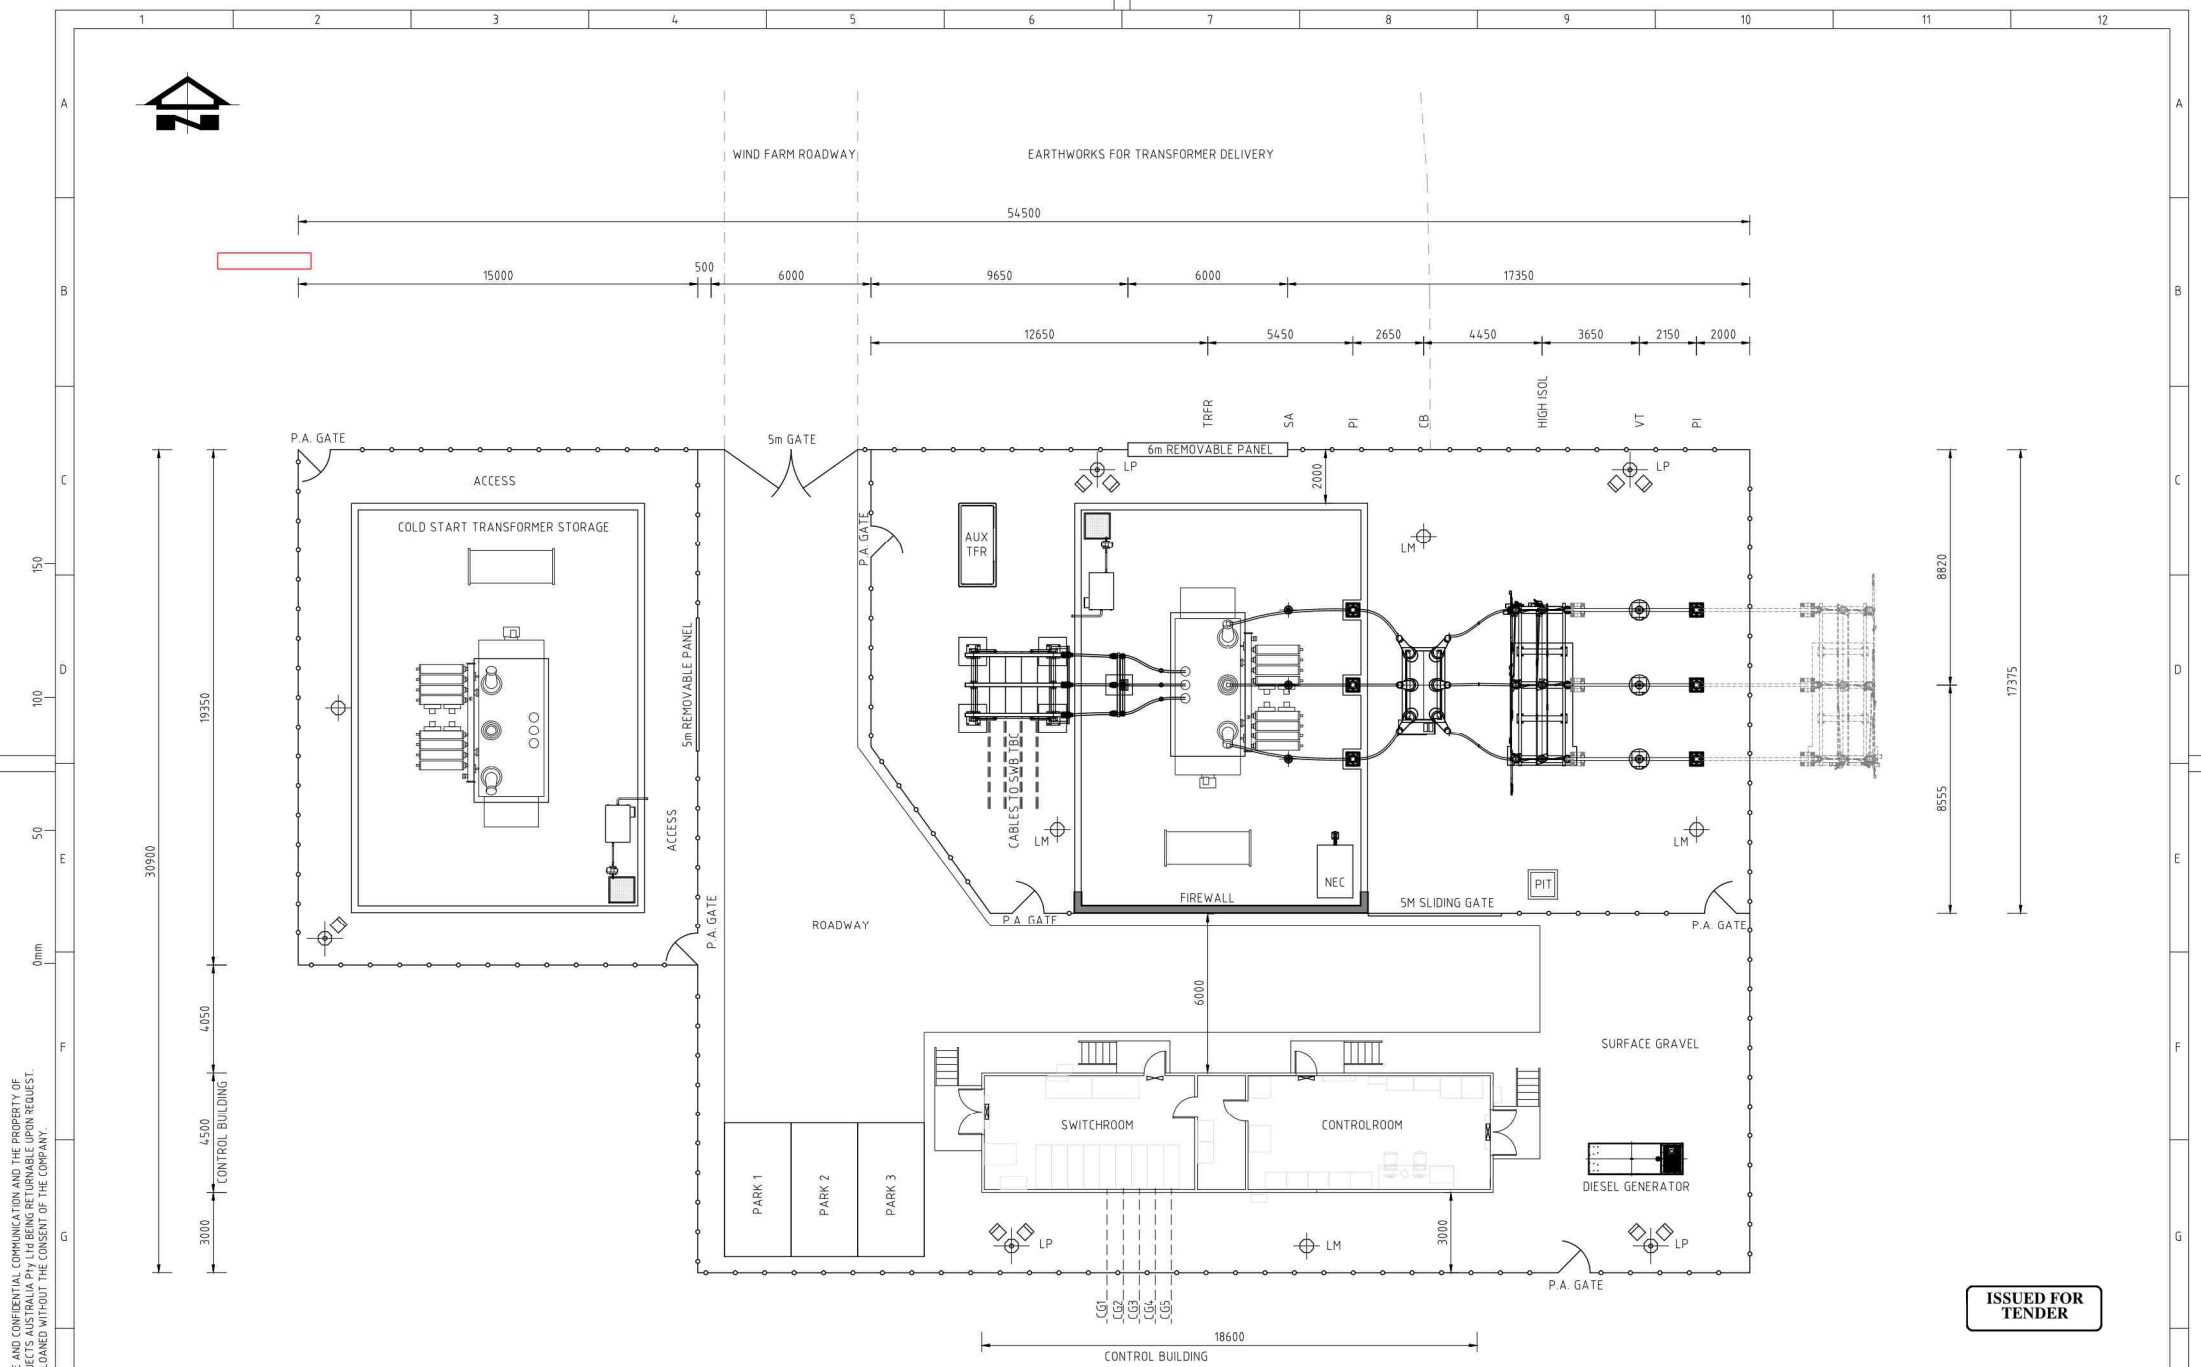 1 2 3 4 5 6 7 8 9 10 11 12
A A
N
WIND FARM ROADWAY
EARTHWORKS FOR TRANSFORMER DELIVERY
54500
B B
15000 500 6000 9650 6000 17350
12650 5450 2650 4450 3650 2150 2000
TRFR
SA
PI
CB
HIGH ISOL
VT
PI
P.A. GATE
5m GATE
6m REMOVABLE PANEL
LP
LP
C C
ACCESS
2000
COLD START TRANSFORMER STORAGE
P.A. GATE
AUX
TFR
LM
150
8820
D D
5m REMOVABLE PANEL
100
19350
17375
CABLES TO SWB TBC
8555
50
30900
ACCESS
LM
LM
E E
NEC
PIT
FIREWALL
5M SLIDING GATE
P.A. GATE
P.A. GATE
P.A. GATE
ROADWAY
0mm
4050
6000
F F
SURFACE GRAVEL
4500
CONTROL BUILDING
SWITCHROOM
CONTROLROOM
PARK 1
PARK 2
PARK 3
DIESEL GENERATOR
3000
3000
G G
LP
LM
LP
P.A. GATE
CG1
CG2
CG3
CG4
CG5
18600
CONTROL BUILDING
ISSUED FOR
TENDER
E AND CONFIDENTIAL COMMUNICATION AND THE PROPERTY OF
JECTS AUSTRALIA Pty Ltd BEING RETURNABLE UPON REQUEST.
LOANED WITHOUT THE CONSENT OF THE COMPANY.